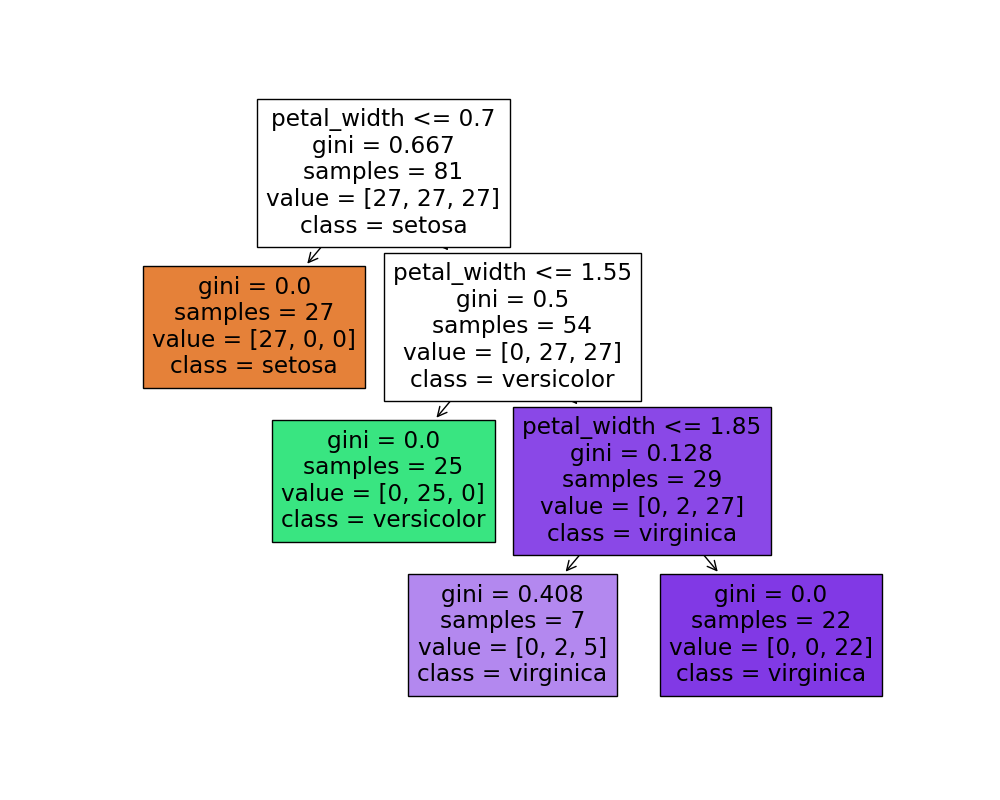 petal_width <= 0.7
gini = 0.667
samples = 81
value = [27, 27, 27]
class = setosa
gini = 0.0
samples = 27
value = [27, 0, 0]
class = setosa
petal_width <= 1.55
gini = 0.5
samples = 54
value = [0, 27, 27]
class = versicolor
gini = 0.0
samples = 25
value = [0, 25, 0]
class = versicolor
petal_width <= 1.85
gini = 0.128
samples = 29
value = [0, 2, 27]
class = virginica
gini = 0.408
samples = 7
value = [0, 2, 5]
class = virginica
gini = 0.0
samples = 22
value = [0, 0, 22]
class = virginica